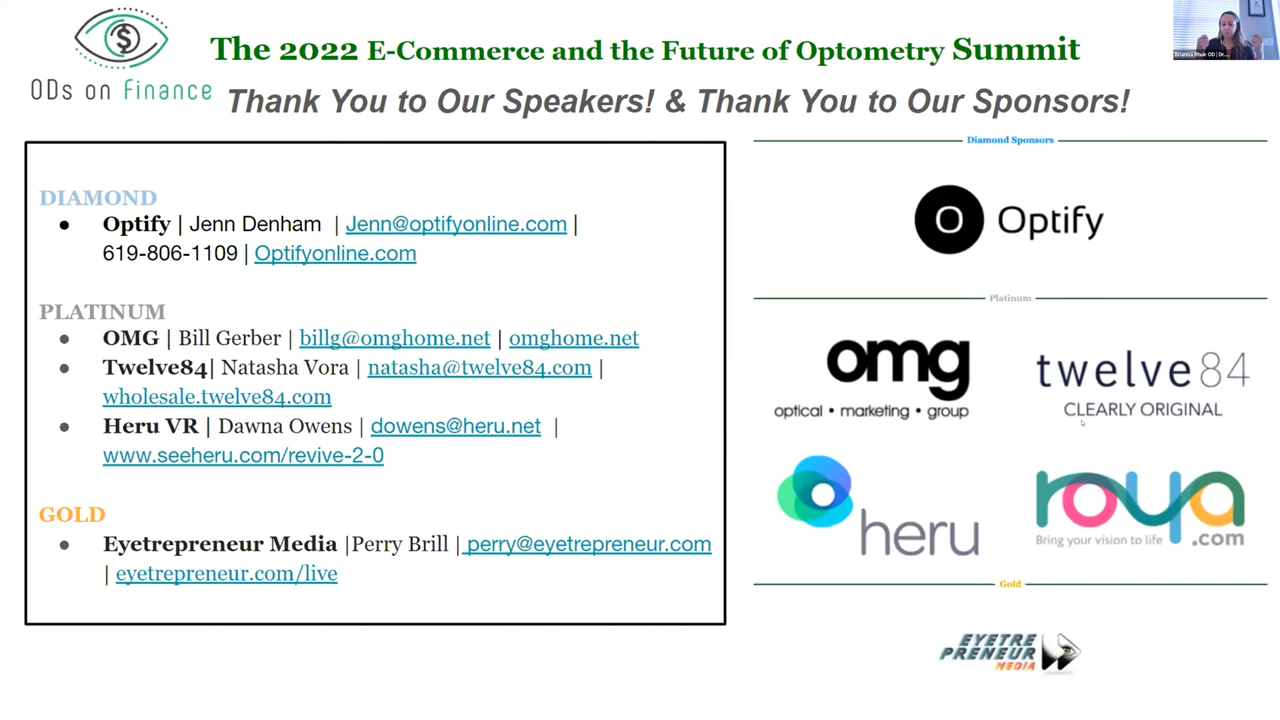 The 2022 E-Commerce and the Future of Optometry Summit
ODs on Finance
Thank You to Our Speakers! & Thank You to Our Sponsors!
DIAMOND
● Optify | Jenn Denham | Jenn@optifyonline.com |
619-806-1109 | Optifyonline.com
PLATINUM
● OMG | Bill Gerber | billg@omghome.net | omghome.net
● Twelve84| Natasha Vora | natasha@twelve84.com |
wholesale.twelve84.com
● Heru VR | Dawna Owens | dowens@heru.net |
www.seeheru.com/revive-2-0
GOLD
● Eyetrepreneur Media |Perry Brill | perry@eyetrepreneur.com
| eyetrepreneur.com/live
Diamond Sponsors
O Optify
Platinum
omg
optical • marketing • group
twelve84
CLEARLY ORIGINAL
heru
roya
Bring your vision to life .com
Gold
EYETRE
PRENEUR
MEDIA